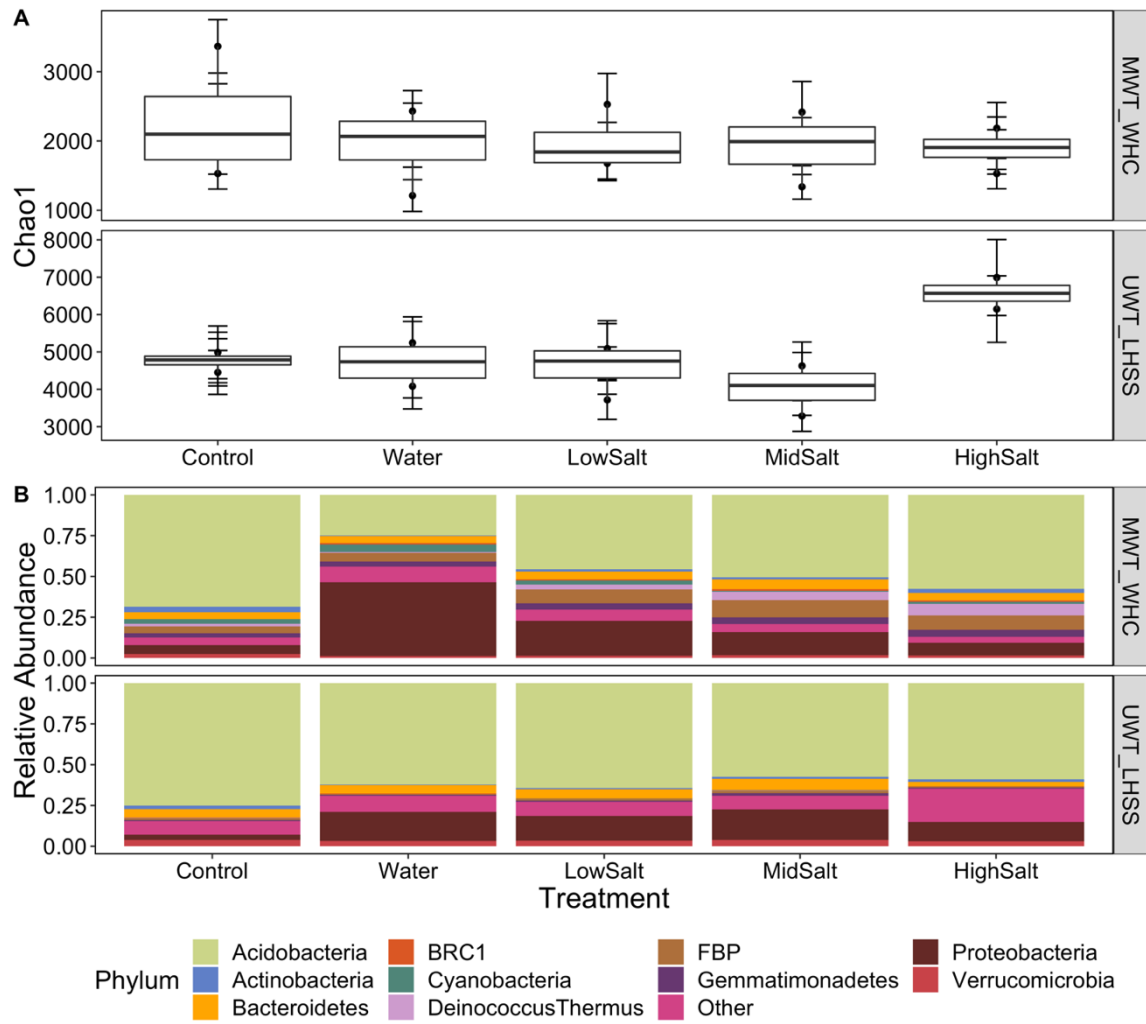 A
Chao1
3000
2000
1000
MWT_WHC
8000
7000
6000
5000
4000
3000
UWT_LHSS
Control Water LowSalt MidSalt HighSalt
B
Relative Abundance
1.00
0.75
0.50
0.25
0.00
MWT_WHC
1.00
0.75
0.50
0.25
0.00
UWT_LHSS
Control Water LowSalt MidSalt HighSalt
Treatment
Phylum
Acidobacteria BRC1 FBP Proteobacteria
Actinobacteria Cyanobacteria Gemmatimonadetes Verrucomicrobia
Bacteroidetes DeinococcusThermus Other